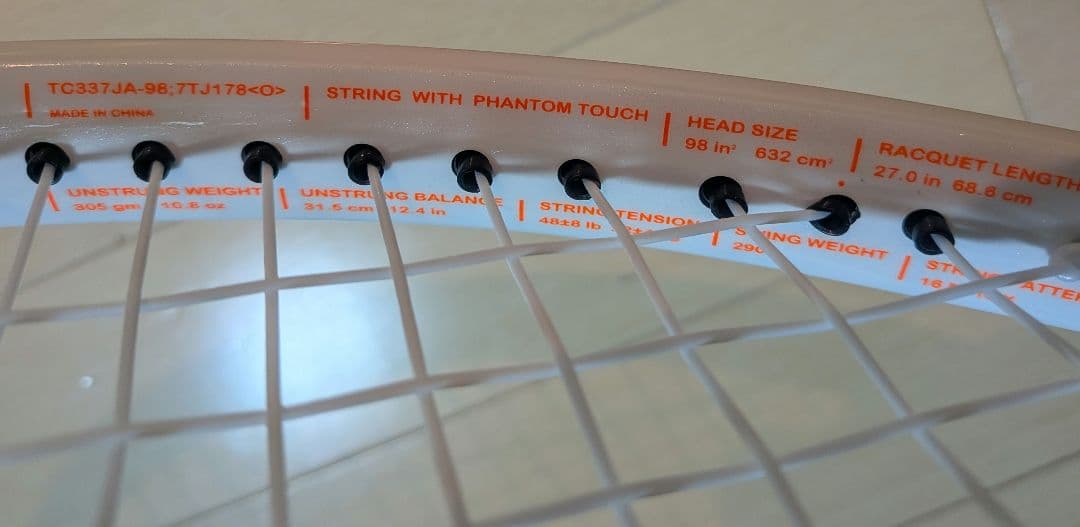 TC337JA-98;7TJ178<O>
MADE IN CHINA
STRING WITH PHANTOM TOUCH
HEAD SIZE
98 in² 632 cm²
RACQUET LENGTH
27.0 in 68.6 cm
UNSTRUNG WEIGHT
305 gm 10.8 oz
UNSTRUNG BALANCE
31.5 cm 12.4 in
STRING TENSION
48±8 lb
SWING WEIGHT
290